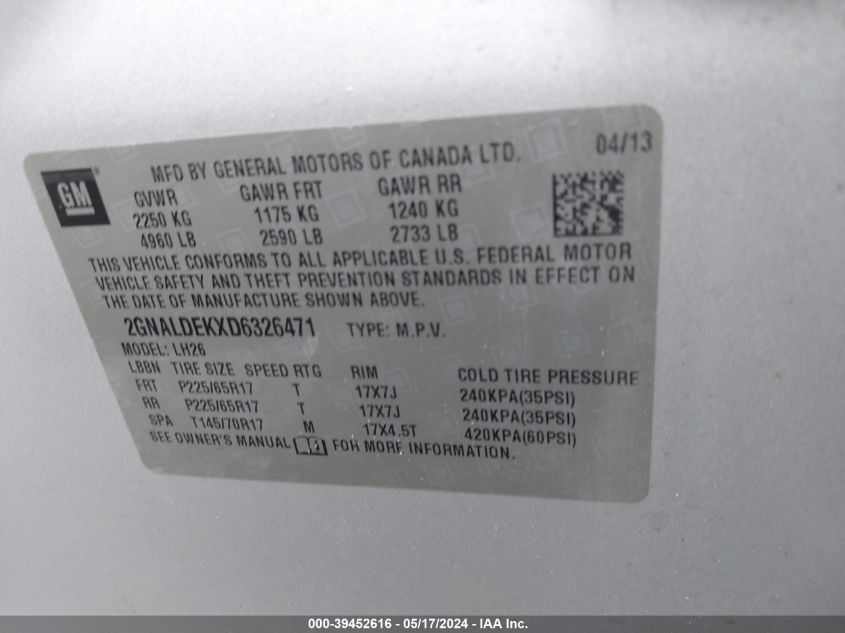 MFD BY GENERAL MOTORS OF CANADA LTD. 04/13
GM®
GVWR GAWR FRT GAWR RR
2250 KG 1175 KG 1240 KG
4960 LB 2590 LB 2733 LB
THIS VEHICLE CONFORMS TO ALL APPLICABLE U.S. FEDERAL MOTOR
VEHICLE SAFETY AND THEFT PREVENTION STANDARDS IN EFFECT ON
THE DATE OF MANUFACTURE SHOWN ABOVE.
2GNALDEKXD6326471 TYPE: M.P.V.
MODEL: LH26
LBBN TIRE SIZE SPEED RTG RIM COLD TIRE PRESSURE
FRT P225/65R17 T 17X7J 240KPA(35PSI)
RR P225/65R17 T 17X7J 240KPA(35PSI)
SPA T145/70R17 M 17X4.5T 420KPA(60PSI)
SEE OWNER'S MANUAL FOR MORE INFORMATION.
000-39452616 - 05/17/2024 - IAA Inc.